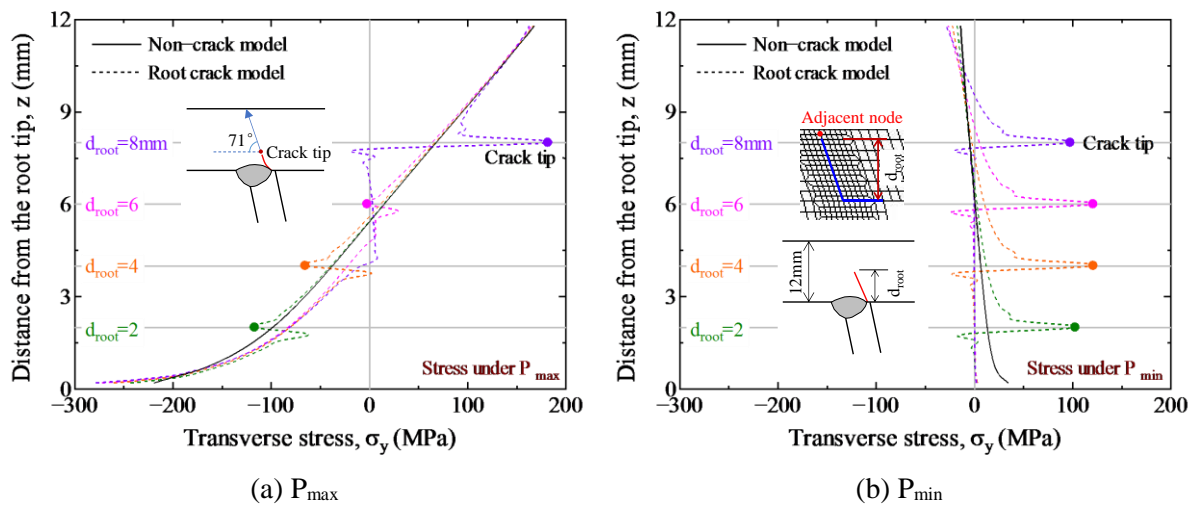 12
9
6
3
0
Distance from the root tip, z (mm)
Non-crack model
Root crack model
71°
Crack tip
d_root=8mm
Crack tip
d_root=6
d_root=4
d_root=2
Stress under P_max
−300 −200 −100 0 100 200
Transverse stress, σ_y (MPa)
(a) P_max
12
9
6
3
0
Distance from the root tip, z (mm)
Non-crack model
Root crack model
Adjacent node
d_root
d_root=8mm
Crack tip
d_root=6
d_root=4
12mm
d_root
d_root=2
Stress under P_min
−300 −200 −100 0 100 200
Transverse stress, σ_y (MPa)
(b) P_min